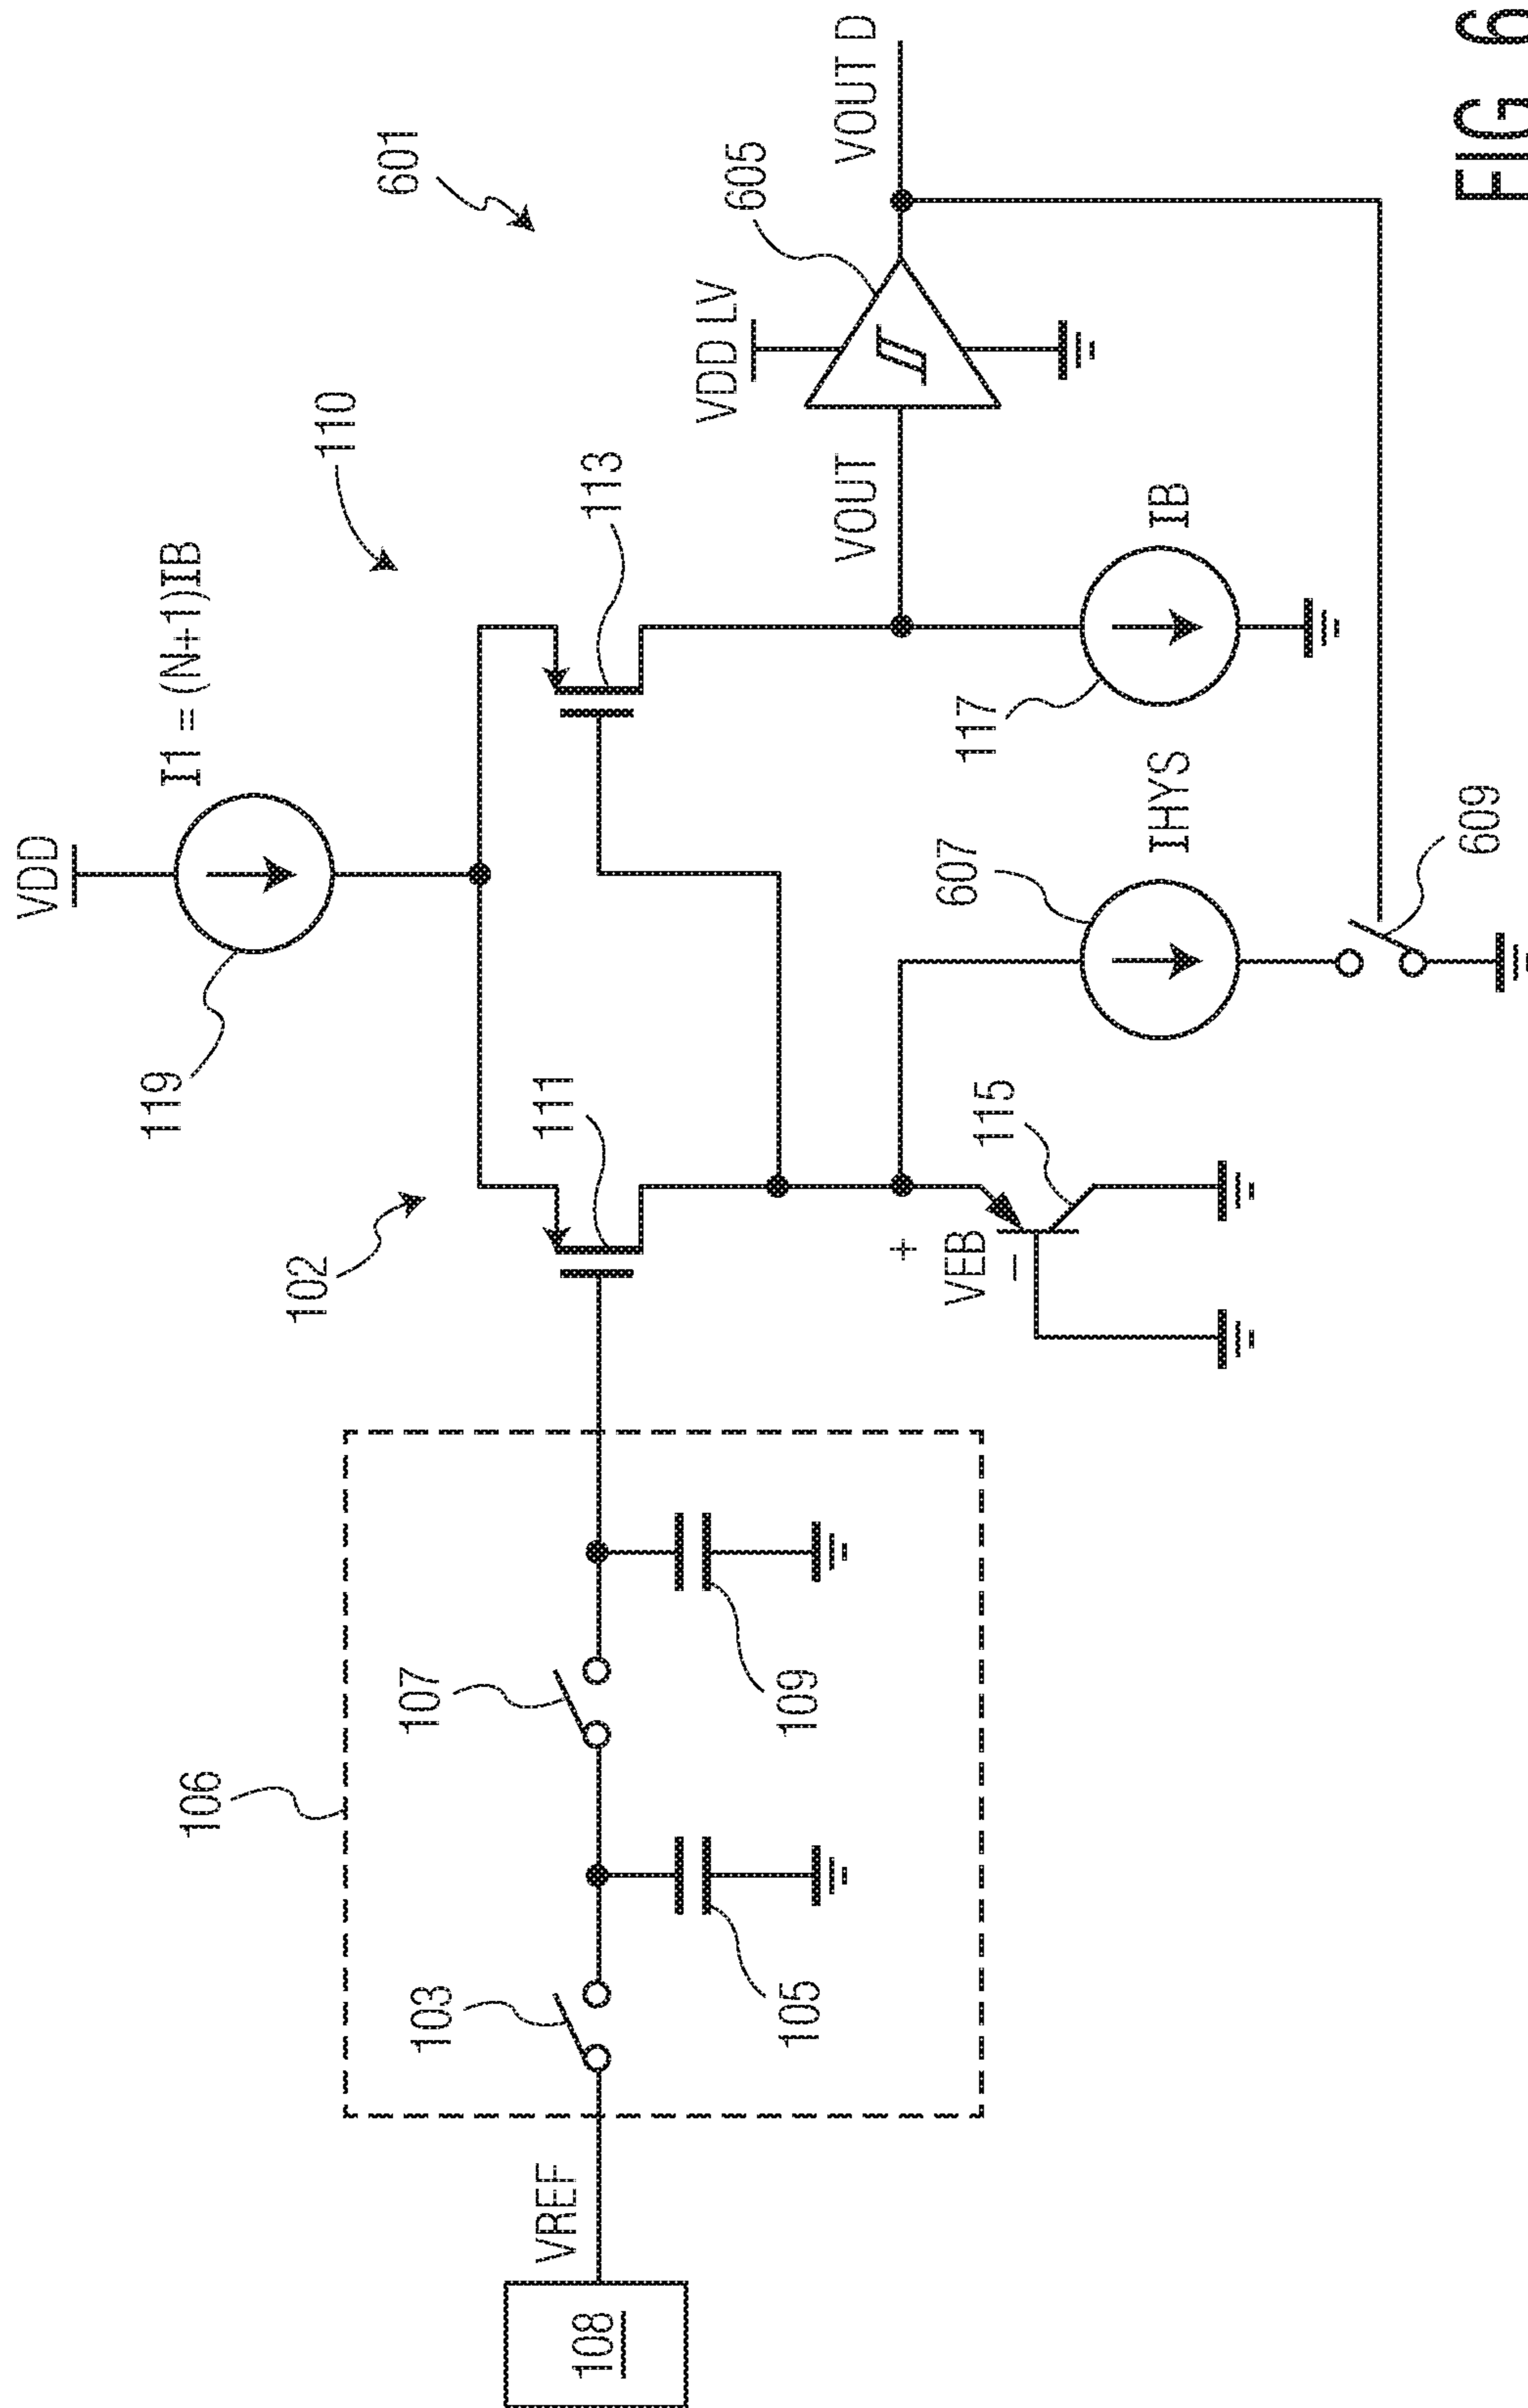 VDD
I1 = (N+1)IB
119
110
601
102
111
113
VDD LV
605
VOUT
VOUT D
106
103
107
VREF
108
105
109
+
VEB
−
115
607
IHYS
117
IB
609
FIG 6